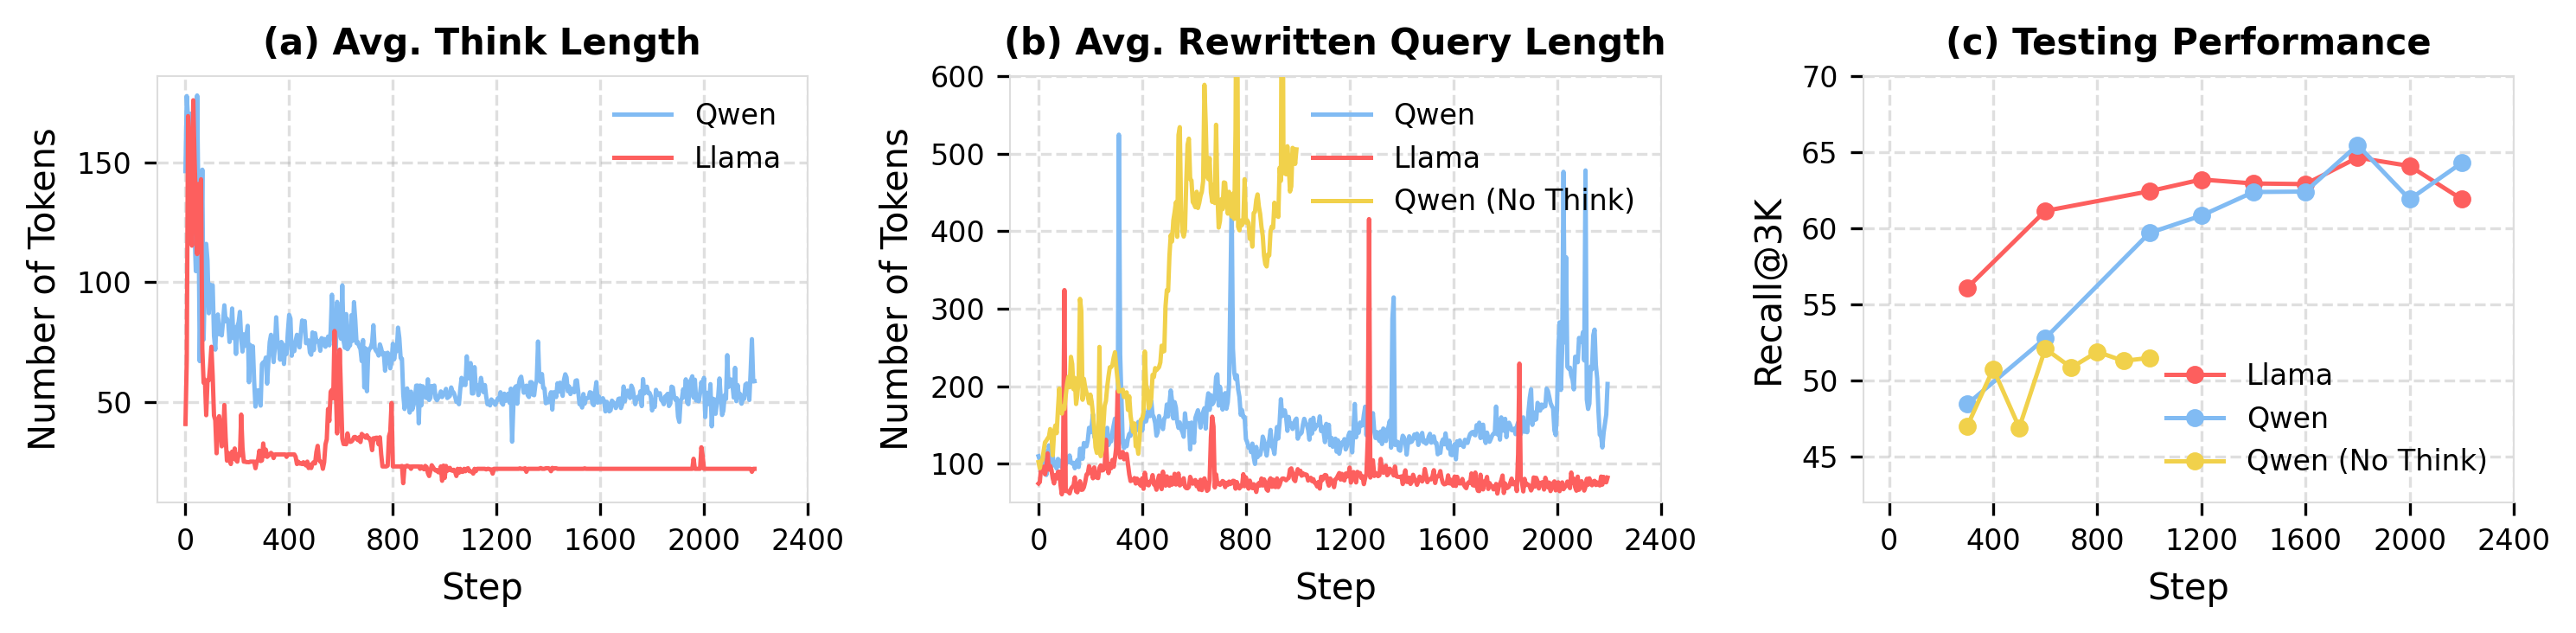 (a) Avg. Think Length
Number of Tokens
150
100
50
Qwen
Llama
0 400 800 1200 1600 2000 2400
Step
(b) Avg. Rewritten Query Length
Number of Tokens
600
500
400
300
200
100
Qwen
Llama
Qwen (No Think)
0 400 800 1200 1600 2000 2400
Step
(c) Testing Performance
Recall@3K
70
65
60
55
50
45
Llama
Qwen
Qwen (No Think)
0 400 800 1200 1600 2000 2400
Step